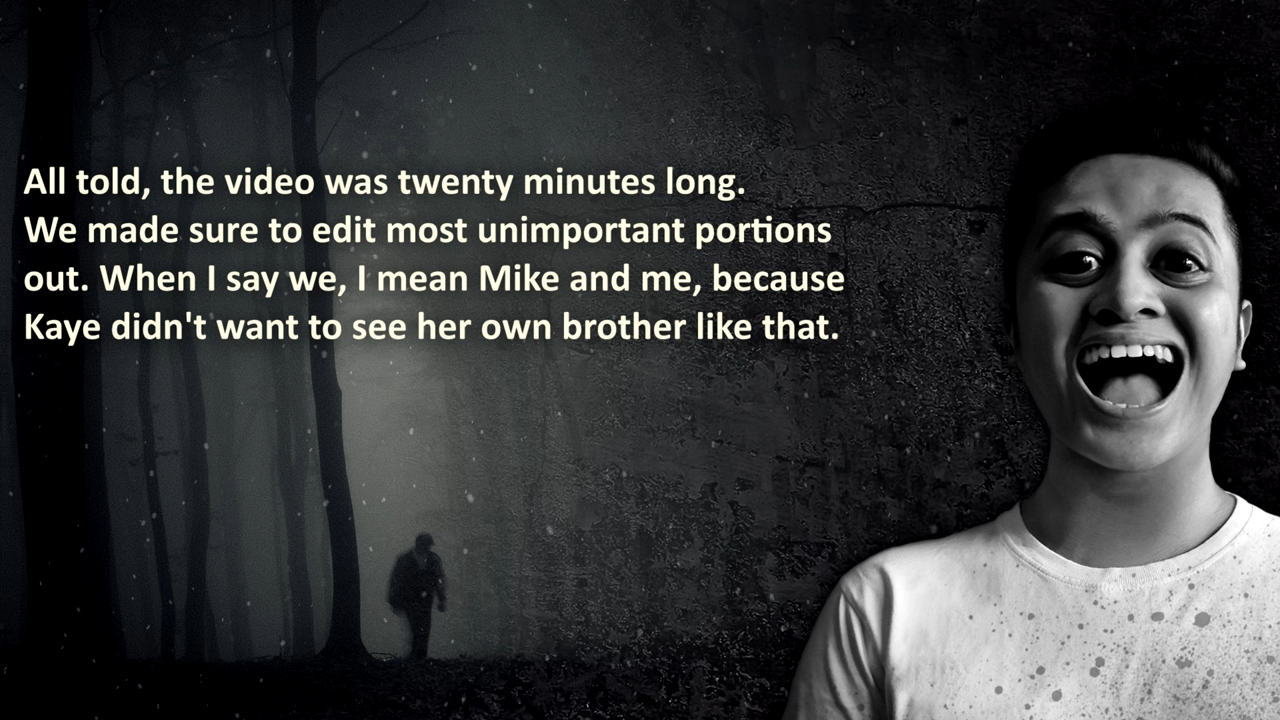 All told, the video was twenty minutes long.
We made sure to edit most unimportant portions
out. When I say we, I mean Mike and me, because
Kaye didn't want to see her own brother like that.